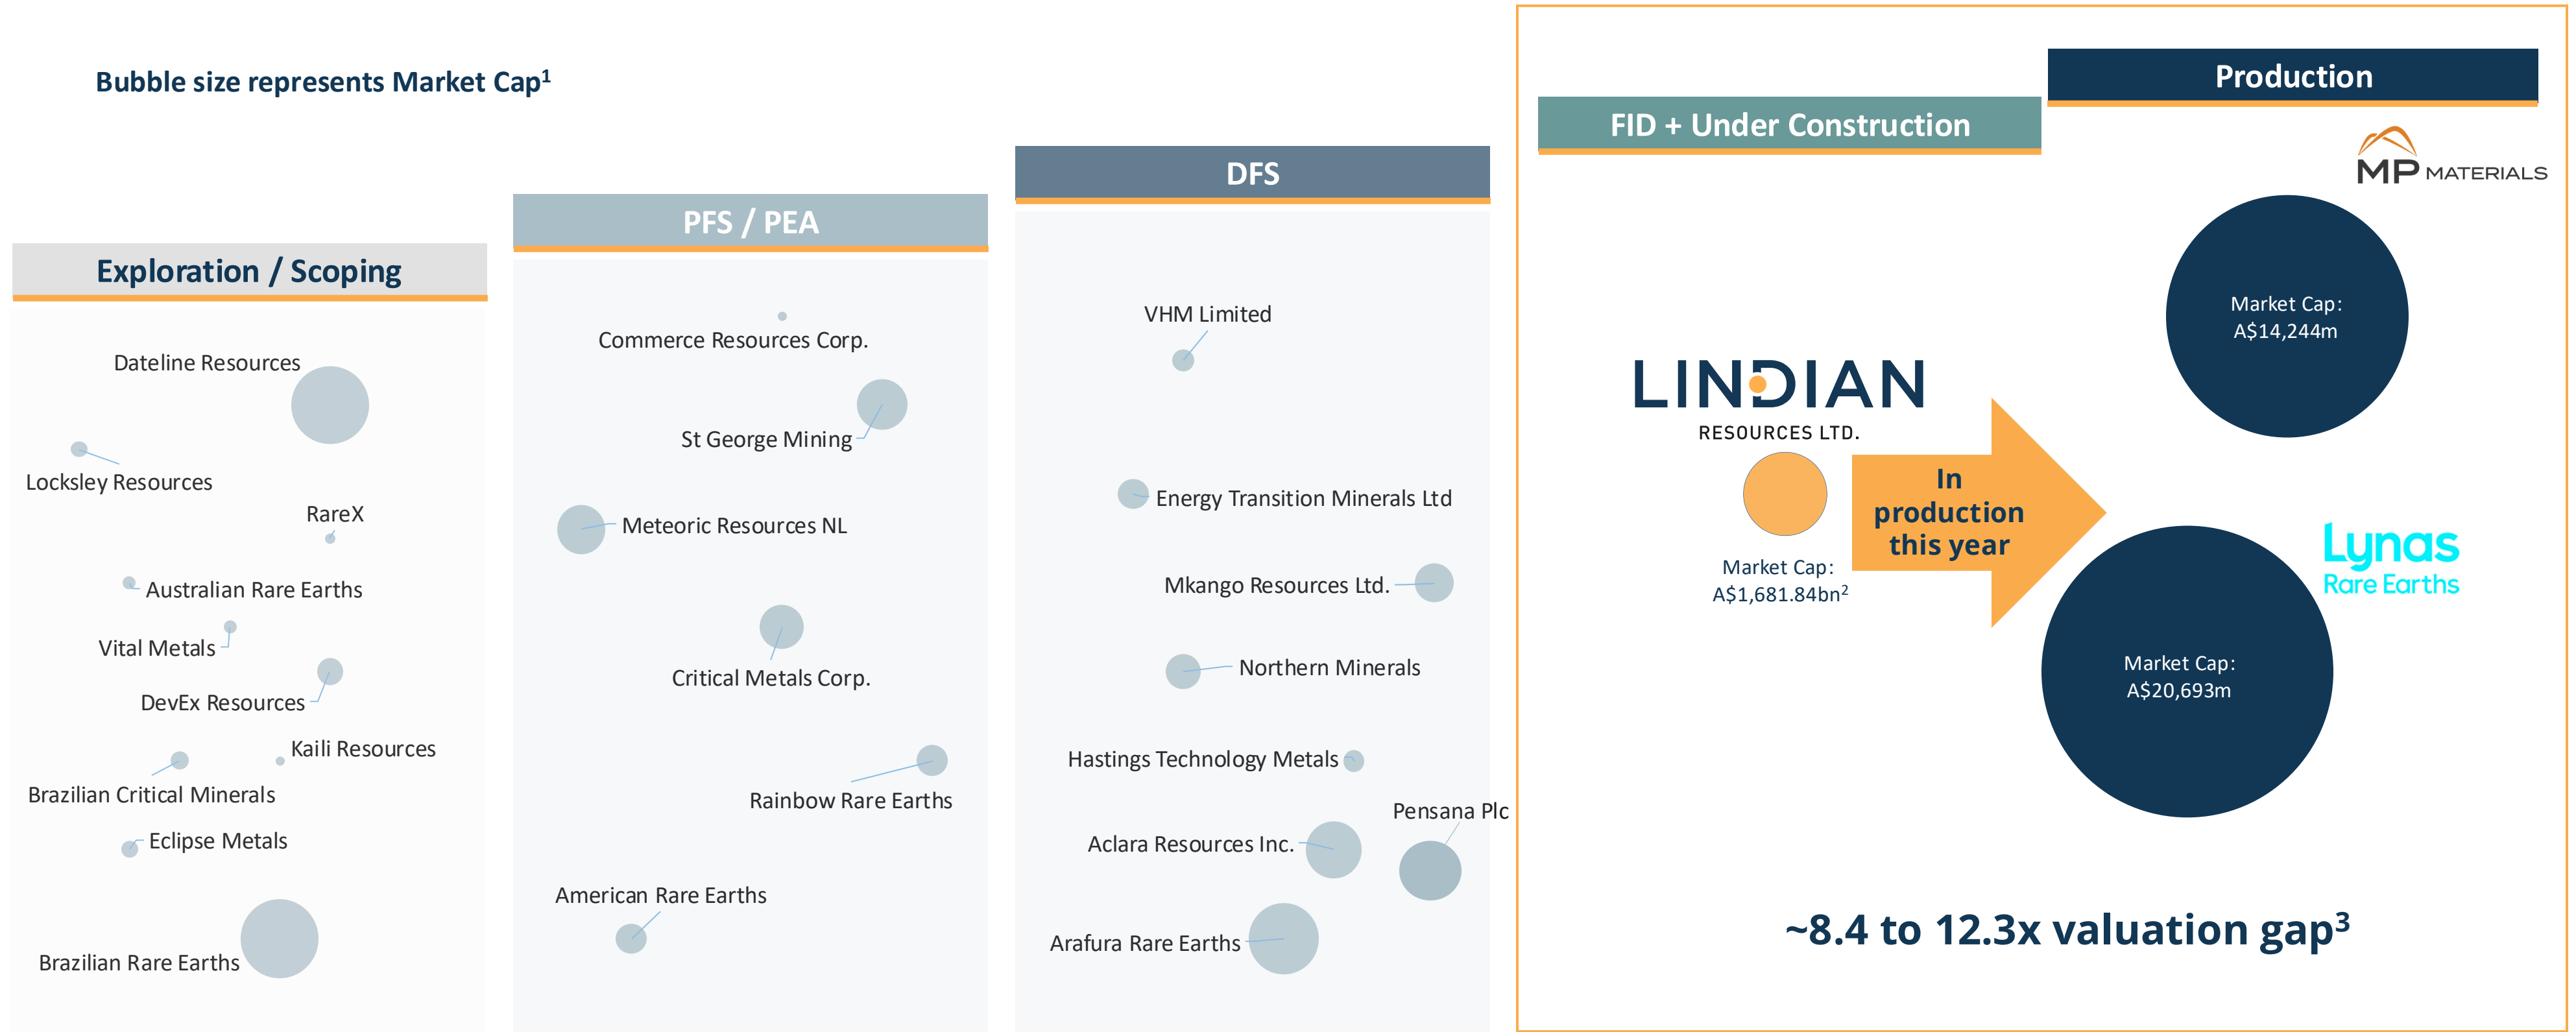 Bubble size represents Market Cap¹
Exploration / Scoping
Dateline Resources
Locksley Resources
RareX
Australian Rare Earths
Vital Metals
DevEx Resources
Kaili Resources
Brazilian Critical Minerals
Eclipse Metals
Brazilian Rare Earths
PFS / PEA
Commerce Resources Corp.
St George Mining
Meteoric Resources NL
Critical Metals Corp.
Rainbow Rare Earths
American Rare Earths
DFS
VHM Limited
Energy Transition Minerals Ltd
Mkango Resources Ltd.
Northern Minerals
Hastings Technology Metals
Pensana Plc
Aclara Resources Inc.
Arafura Rare Earths
FID + Under Construction
LINDIAN
RESOURCES LTD.
Market Cap:
A$1,681.84bn²
In
production
this year
Production
MP MATERIALS
Market Cap:
A$14,244m
Lynas
Rare Earths
Market Cap:
A$20,693m
~8.4 to 12.3x valuation gap³